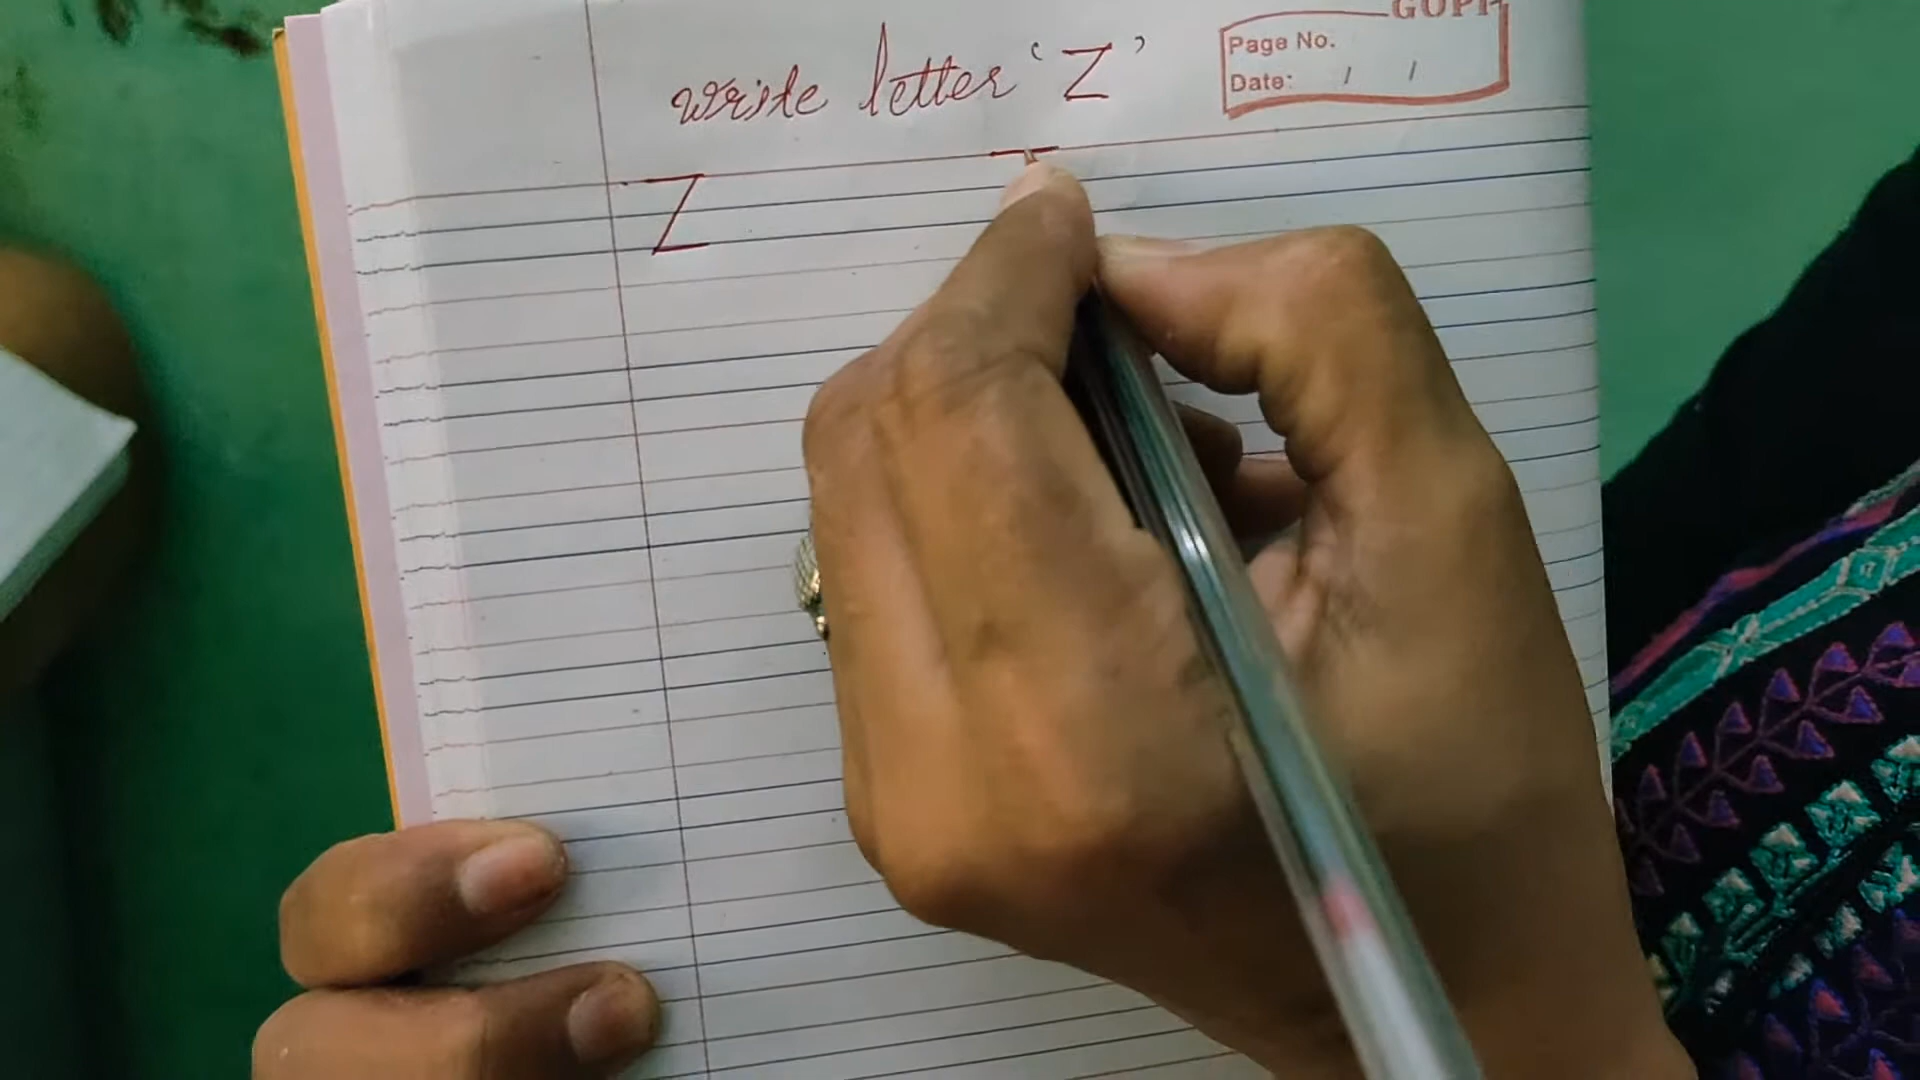 GOPI
Page No.
Date: / /
write letter ‘Z’
Z